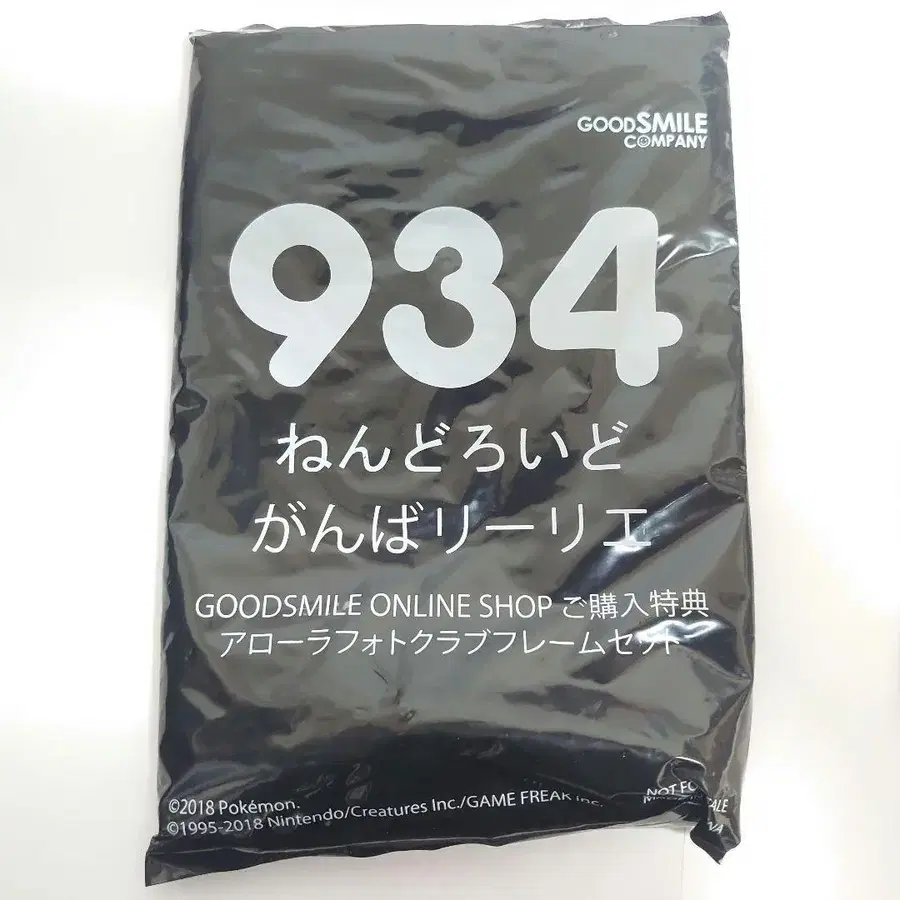 GOODSMILE
COMPANY
934
ねんどろいど
がんばリーリエ
GOODSMILE ONLINE SHOP ご購入特典
アローラフォトクラブフレームセット
©2018 Pokémon.
©1995-2018 Nintendo/Creatures Inc./GAME FREAK inc.
NOT